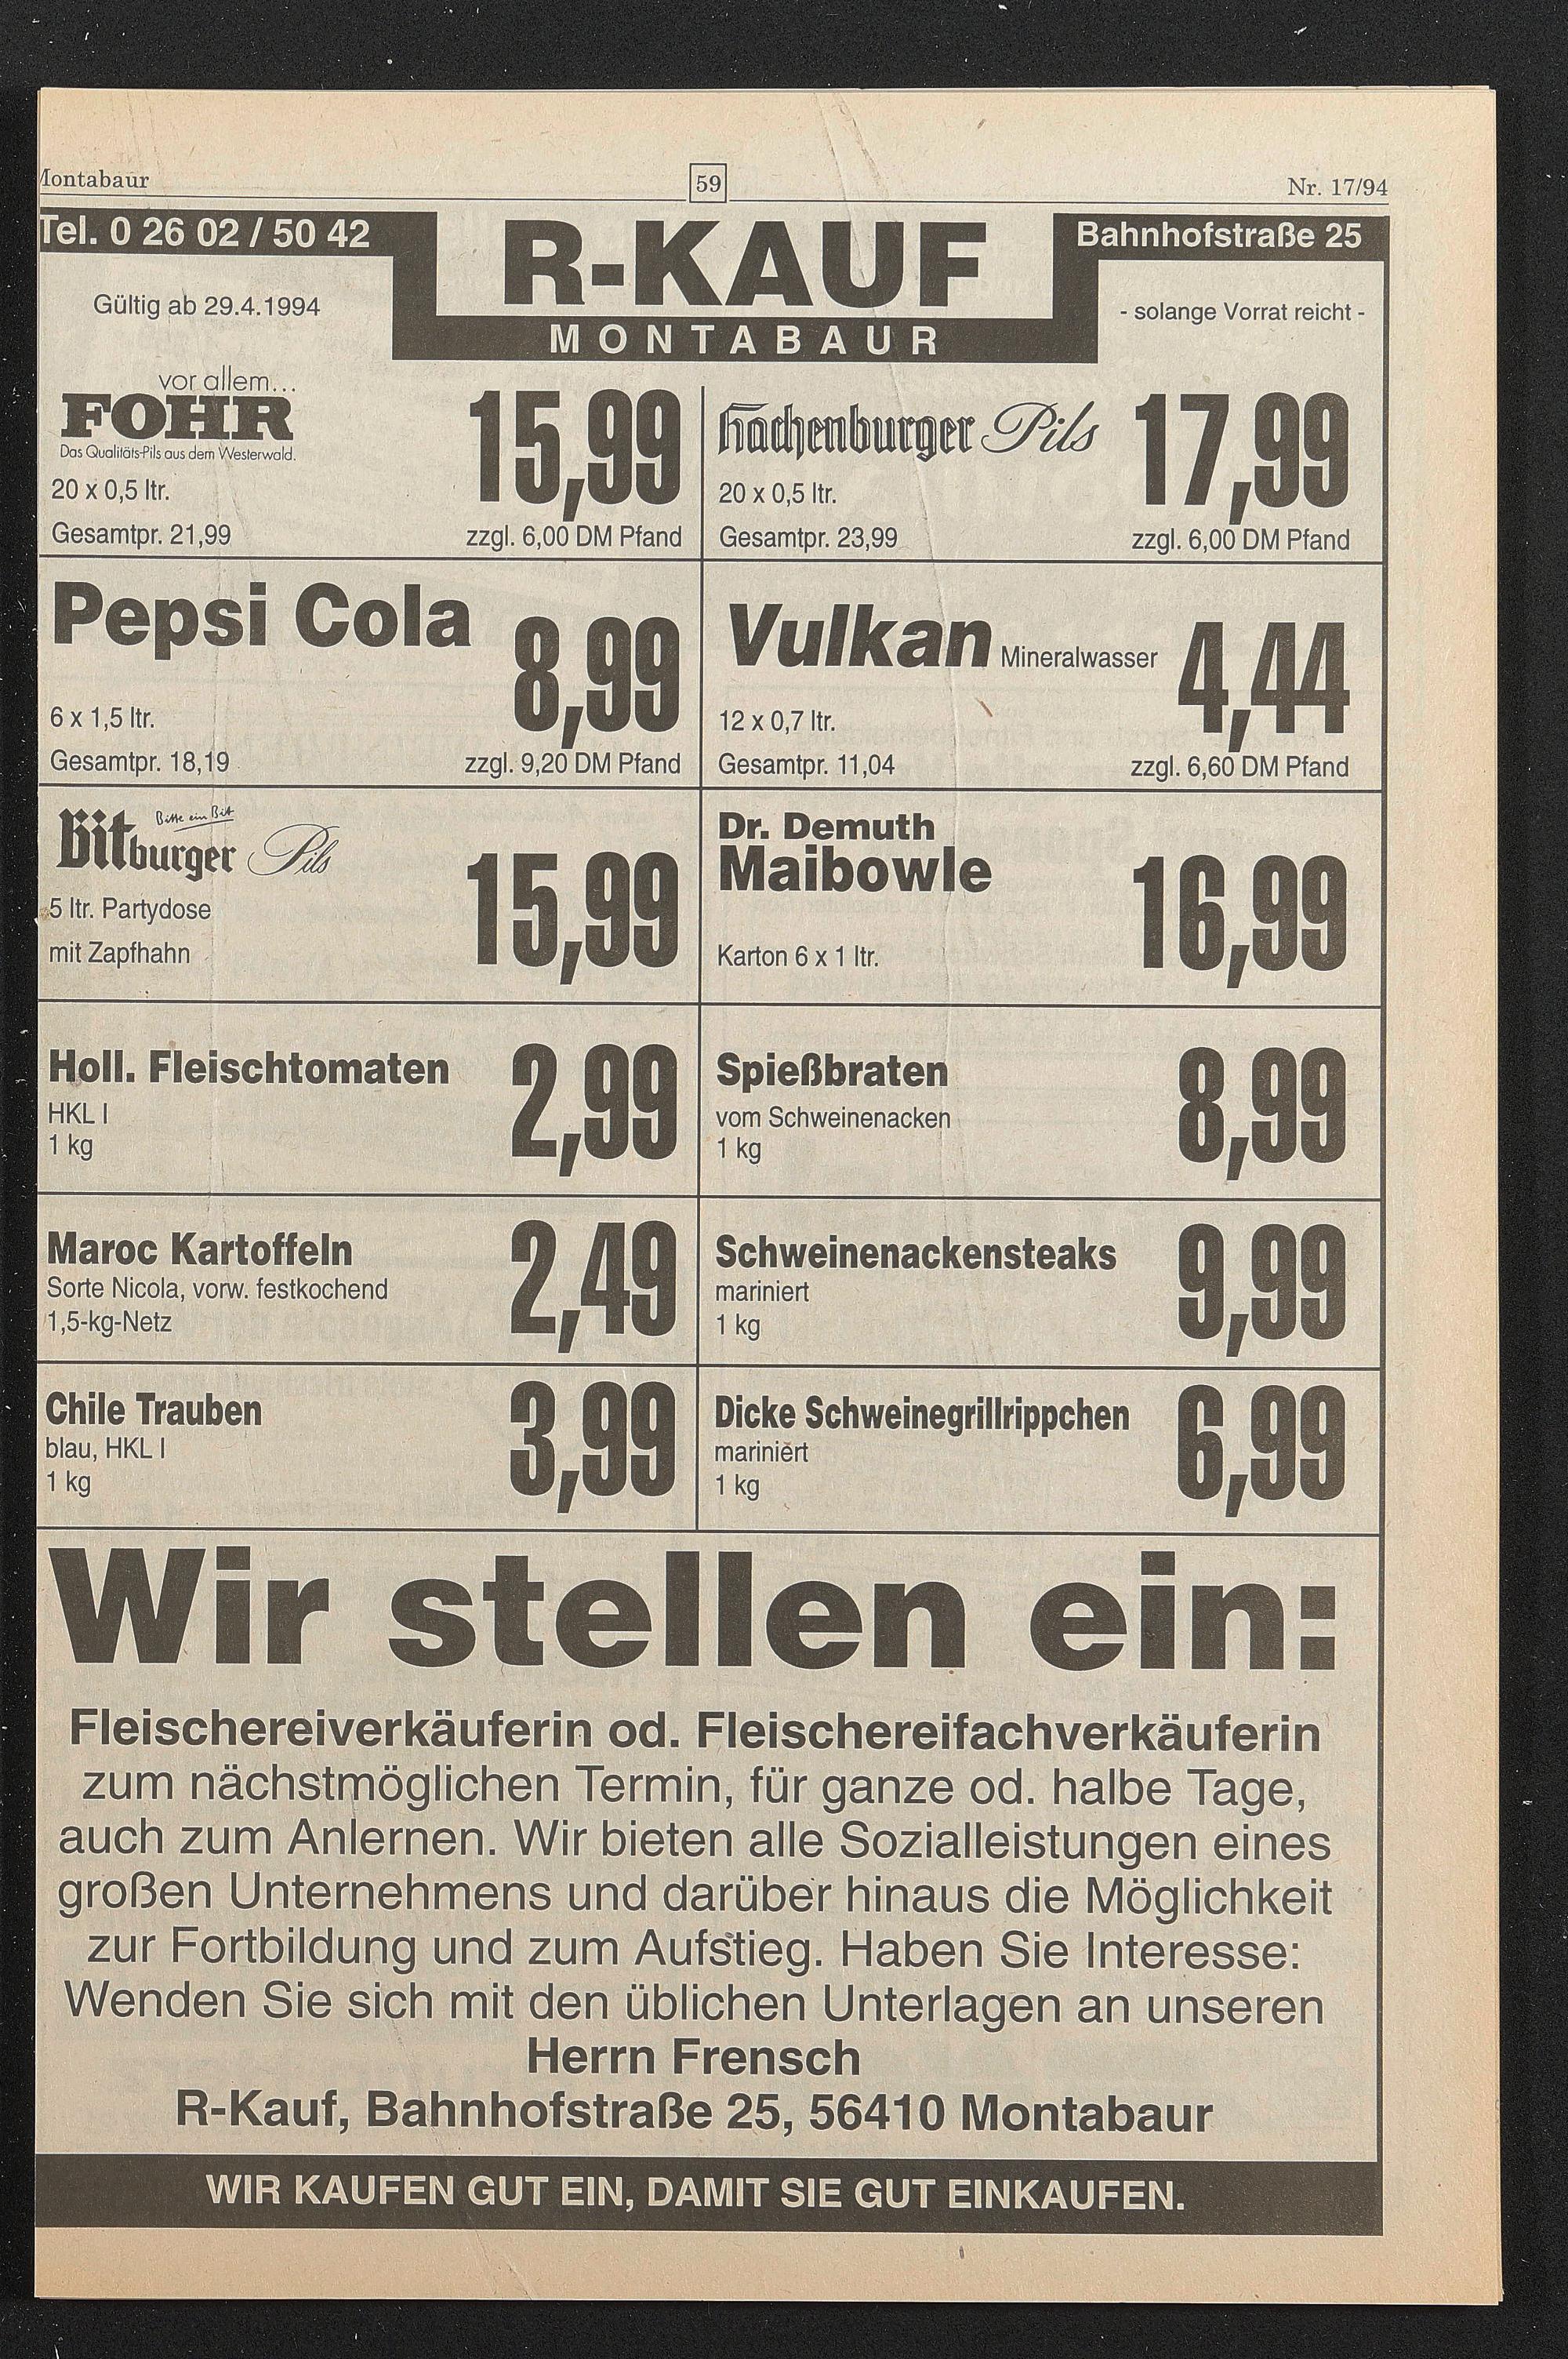 Montabaur
59
Nr. 17/94
Tel. 0 26 02 / 50 42
R-KAUF
MONTABAUR
Bahnhofstraße 25
Gültig ab 29.4.1994
- solange Vorrat reicht -
vor allem...
FOHR
Das Qualitäts-Pils aus dem Westerwald.
20 x 0,5 ltr.
Gesamtpr. 21,99
15,99
zzgl. 6,00 DM Pfand
Hachenburger Pils
20 x 0,5 ltr.
Gesamtpr. 23,99
17,99
zzgl. 6,00 DM Pfand
Pepsi Cola
6 x 1,5 ltr.
Gesamtpr. 18,19
8,99
zzgl. 9,20 DM Pfand
Vulkan Mineralwasser
12 x 0,7 ltr.
Gesamtpr. 11,04
4,44
zzgl. 6,60 DM Pfand
Bitte ein Bit
Bitburger Pils
5 ltr. Partydose
mit Zapfhahn
15,99
Dr. Demuth
Maibowle
Karton 6 x 1 ltr.
16,99
Holl. Fleischtomaten
HKL I
1 kg
2,99
Spießbraten
vom Schweinenacken
1 kg
8,99
Maroc Kartoffeln
Sorte Nicola, vorw. festkochend
1,5-kg-Netz
2,49
Schweinenackensteaks
mariniert
1 kg
9,99
Chile Trauben
blau, HKL I
1 kg
3,99
Dicke Schweinegrillrippchen
mariniert
1 kg
6,99
Wir stellen ein:
Fleischereiverkäuferin od. Fleischereifachverkäuferin
zum nächstmöglichen Termin, für ganze od. halbe Tage,
auch zum Anlernen. Wir bieten alle Sozialleistungen eines
großen Unternehmens und darüber hinaus die Möglichkeit
zur Fortbildung und zum Aufstieg. Haben Sie Interesse:
Wenden Sie sich mit den üblichen Unterlagen an unseren
Herrn Frensch
R-Kauf, Bahnhofstraße 25, 56410 Montabaur
WIR KAUFEN GUT EIN, DAMIT SIE GUT EINKAUFEN.